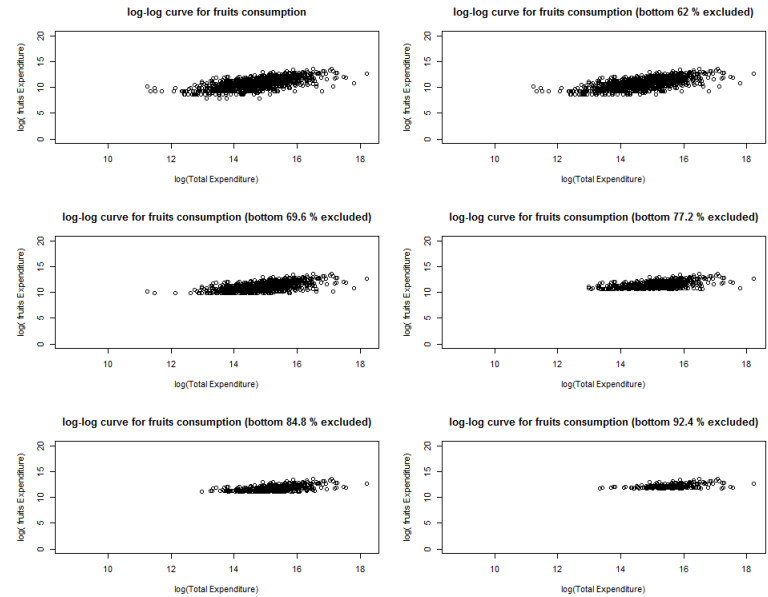 log-log curve for fruits consumption
log( fruits Expenditure)
0 5 10 15 20
10 12 14 16 18
log(Total Expenditure)
log-log curve for fruits consumption (bottom 62 % excluded)
log( fruits Expenditure)
0 5 10 15 20
10 12 14 16 18
log(Total Expenditure)
log-log curve for fruits consumption (bottom 69.6 % excluded)
log( fruits Expenditure)
0 5 10 15 20
10 12 14 16 18
log(Total Expenditure)
log-log curve for fruits consumption (bottom 77.2 % excluded)
log( fruits Expenditure)
0 5 10 15 20
10 12 14 16 18
log(Total Expenditure)
log-log curve for fruits consumption (bottom 84.8 % excluded)
log( fruits Expenditure)
0 5 10 15 20
10 12 14 16 18
log(Total Expenditure)
log-log curve for fruits consumption (bottom 92.4 % excluded)
log( fruits Expenditure)
0 5 10 15 20
10 12 14 16 18
log(Total Expenditure)